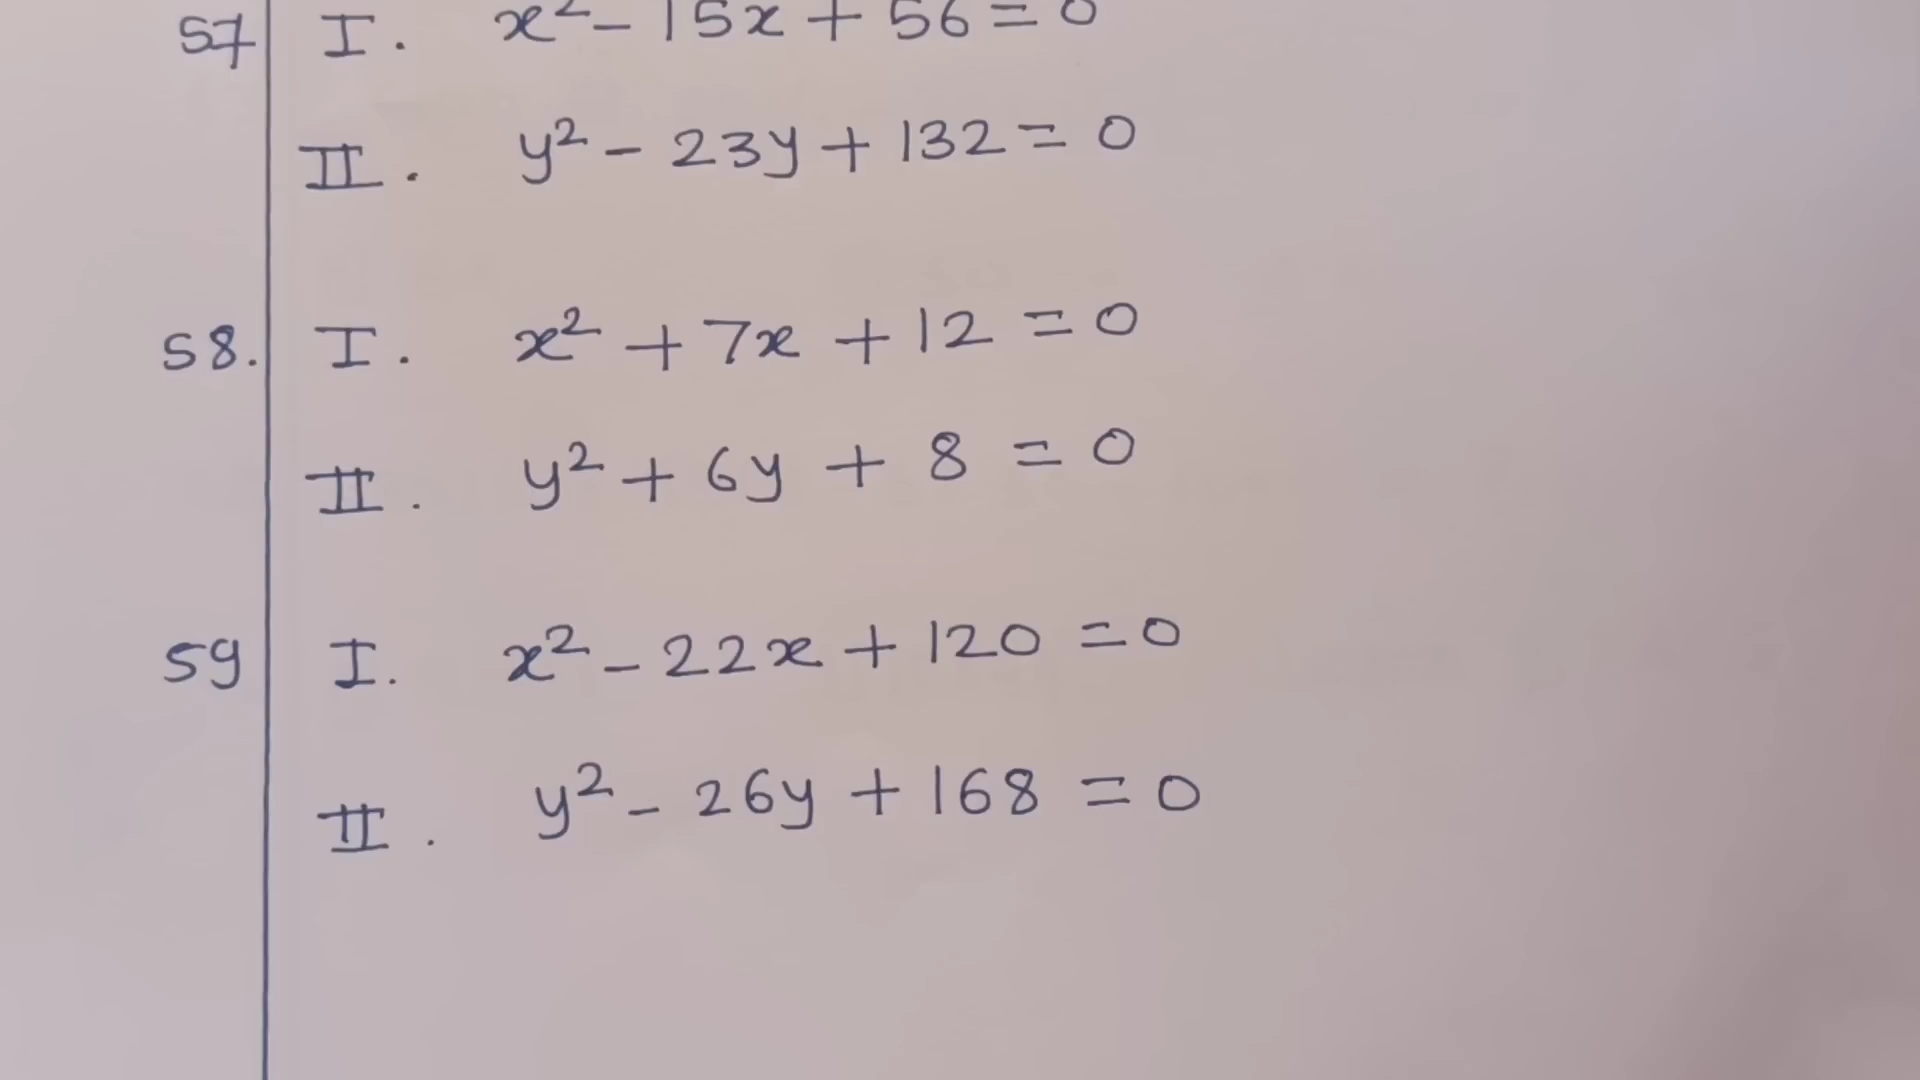 57 I. x² - 15x + 56 = 0
II. y² - 23y + 132 = 0
58. I. x² + 7x + 12 = 0
II. y² + 6y + 8 = 0
59 I. x² - 22x + 120 = 0
II. y² - 26y + 168 = 0